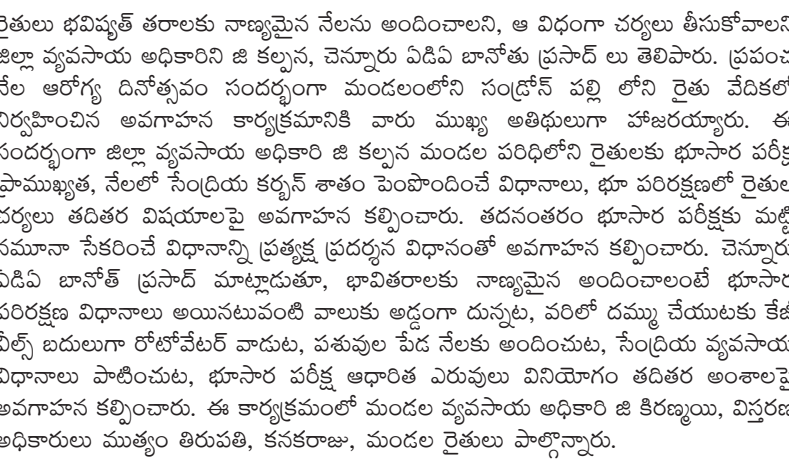 రైతులు భవిష్యత్ తరాలకు నాణ్యమైన నేలను అందించాలని, ఆ విధంగా చర్యలు తీసుకోవాలని
జిల్లా వ్యవసాయ అధికారిని జి కల్పన, చెన్నూరు ఏడిఏ బానోతు ప్రసాద్ లు తెలిపారు. ప్రపంచ
నేల ఆరోగ్య దినోత్సవం సందర్భంగా మండలంలోని సండ్రోన్ పల్లి లోని రైతు వేదికలో
నిర్వహించిన అవగాహన కార్యక్రమానికి వారు ముఖ్య అతిథులుగా హాజరయ్యారు. ఈ
సందర్భంగా జిల్లా వ్యవసాయ అధికారి జి కల్పన మండల పరిధిలోని రైతులకు భూసార పరీక్ష
ప్రాముఖ్యత, నేలలో సేంద్రియ కర్బన్ శాతం పెంపొందించే విధానాలు, భూ పరిరక్షణలో రైతుల
చర్యలు తదితర విషయాలపై అవగాహన కల్పించారు. తదనంతరం భూసార పరీక్షకు మట్టి
నమూనా సేకరించే విధానాన్ని ప్రత్యక్ష ప్రదర్శన విధానంతో అవగాహన కల్పించారు. చెన్నూరు
ఏడిఏ బానోత్ ప్రసాద్ మాట్లాడుతూ, భావితరాలకు నాణ్యమైన అందించాలంటే భూసార
పరిరక్షణ విధానాలు అయినటువంటి వాలుకు అడ్డంగా దున్నట, వరిలో దమ్ము చేయుటకు కేజీ
వీల్స్ బదులుగా రోటోవేటర్ వాడుట, పశువుల పేడ నేలకు అందించుట, సేంద్రియ వ్యవసాయ
విధానాలు పాటించుట, భూసార పరీక్ష ఆధారిత ఎరువులు వినియోగం తదితర అంశాలపై
అవగాహన కల్పించారు. ఈ కార్యక్రమంలో మండల వ్యవసాయ అధికారి జి కిరణ్మయి, విస్తరణ
అధికారులు ముత్యం తిరుపతి, కనకరాజు, మండల రైతులు పాల్గొన్నారు.